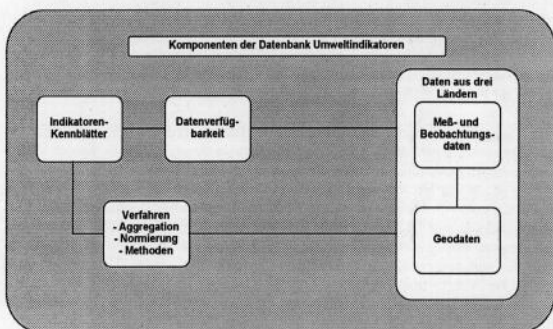 Komponenten der Datenbank Umweltindikatoren
Indikatoren-
Kennblätter
Datenverfüg-
barkeit
Daten aus drei
Ländern
Meß- und
Beobachtungs-
daten
Verfahren
- Aggregation
- Normierung
- Methoden
Geodaten